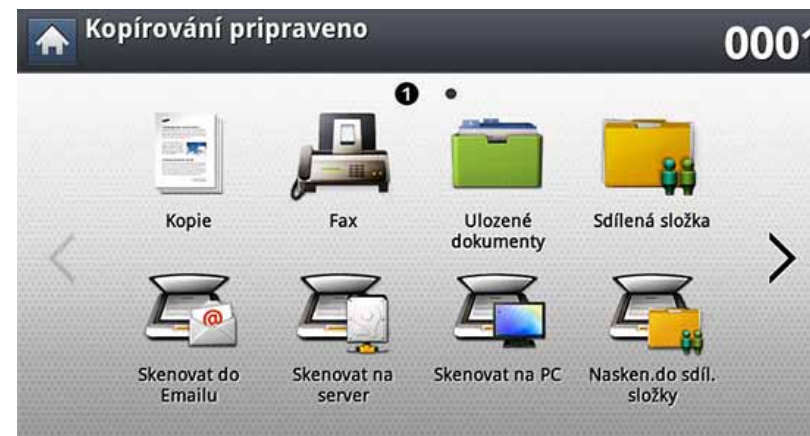 Kopírování pripraveno
0001
1
Kopie
Fax
Ulozené
dokumenty
Sdílená složka
Skenovat do
Emailu
Skenovat na
server
Skenovat na PC
Nasken.do sdíl.
složky